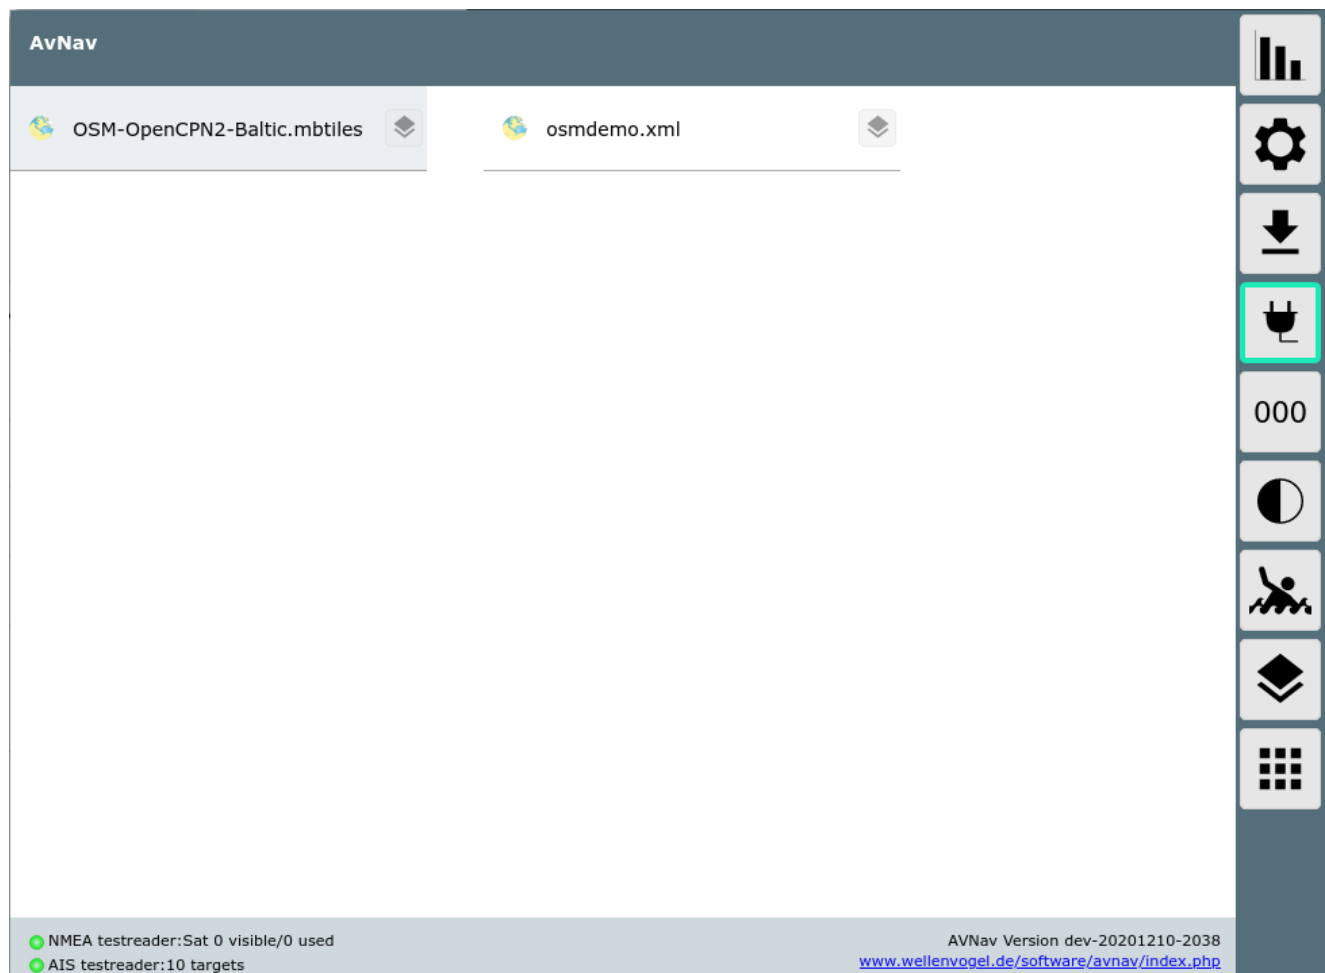 AvNav
OSM-OpenCPN2-Baltic.mbtiles
osmdemo.xml
000
NMEA testreader:Sat 0 visible/0 used
AVNav Version dev-20201210-2038
AIS testreader:10 targets
www.wellenvogel.de/software/avnav/index.php